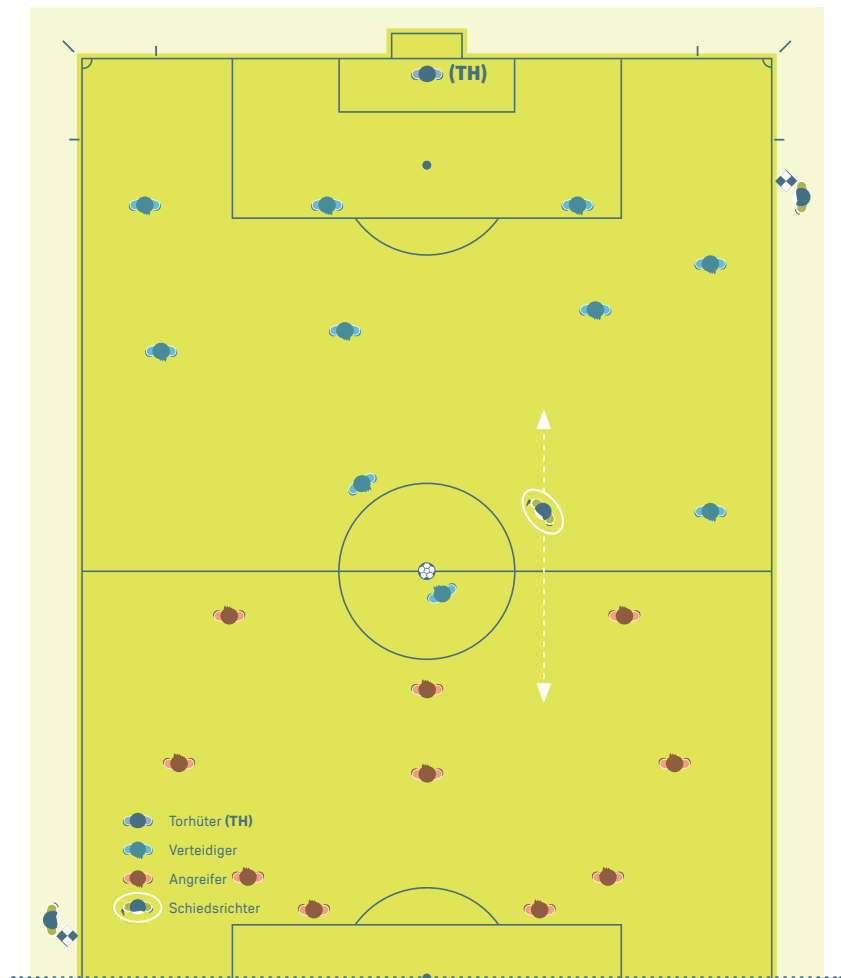 (TH)
Torhüter (TH)
Verteidiger
Angreifer
Schiedsrichter